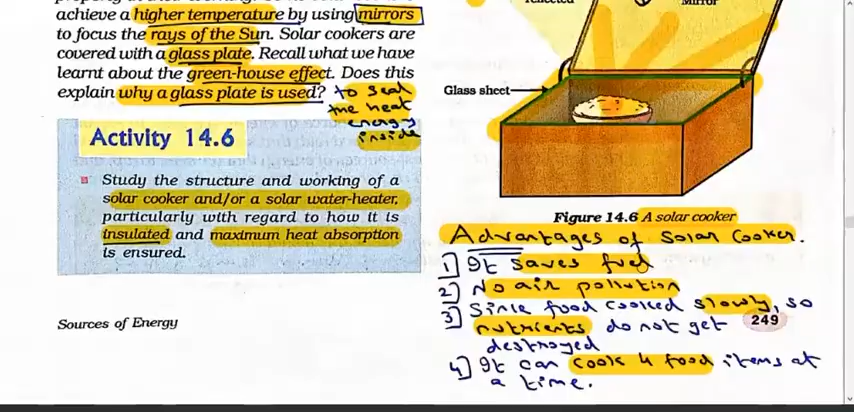 achieve a higher temperature by using mirrors
to focus the rays of the Sun. Solar cookers are
covered with a glass plate. Recall what we have
learnt about the green-house effect. Does this
explain why a glass plate is used? to seal
the heat
energy
inside
Activity 14.6
Study the structure and working of a
solar cooker and/or a solar water-heater,
particularly with regard to how it is
insulated and maximum heat absorption
is ensured.
Sources of Energy
Mirror
Glass sheet
Figure 14.6 A solar cooker
Advantages of Solar Cooker.
1] It saves fuel
2] No air pollution
3] Since food cooked slowly, so
nutrients do not get
destroyed
249
4] It can cook 4 food items at
a time.